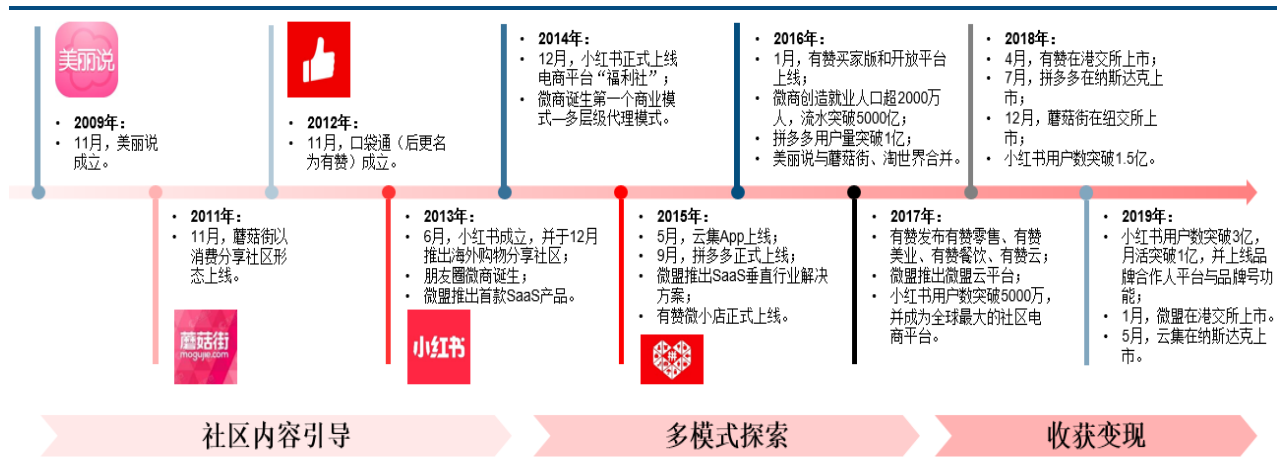 美丽说
• 2009年：
• 11月，美丽说
成立。
• 2012年：
• 11月，口袋通（后更名
为有赞）成立。
• 2014年：
• 12月，小红书正式上线
电商平台“福利社”；
• 微商诞生第一个商业模
式—多层级代理模式。
• 2016年：
• 1月，有赞买家版和开放平台
上线；
• 微商创造就业人口超2000万
人，流水突破5000亿；
• 拼多多用户量突破1亿；
• 美丽说与蘑菇街、淘世界合并。
• 2018年：
• 4月，有赞在港交所上市；
• 7月，拼多多在纳斯达克上
市；
• 12月，蘑菇街在纽交所上
市；
• 小红书用户数突破1.5亿。
• 2011年：
• 11月，蘑菇街以
消费分享社区形
态上线。
蘑菇街
mogujie.com
• 2013年：
• 6月，小红书成立，并于12月
推出海外购物分享社区；
• 朋友圈微商诞生；
• 微盟推出首款SaaS产品。
小红书
• 2015年：
• 5月，云集App上线；
• 9月，拼多多正式上线；
• 微盟推出SaaS垂直行业解决
方案；
• 有赞微小店正式上线。
拼
• 2017年：
• 有赞发布有赞零售、有赞
美业、有赞餐饮、有赞云；
• 微盟推出微盟云平台；
• 小红书用户数突破5000万，
并成为全球最大的社区电
商平台。
• 2019年：
• 小红书用户数突破3亿，
月活突破1亿，并上线品
牌合作人平台与品牌号功
能；
• 1月，微盟在港交所上市。
• 5月，云集在纳斯达克上
市。
社区内容引导
多模式探索
收获变现